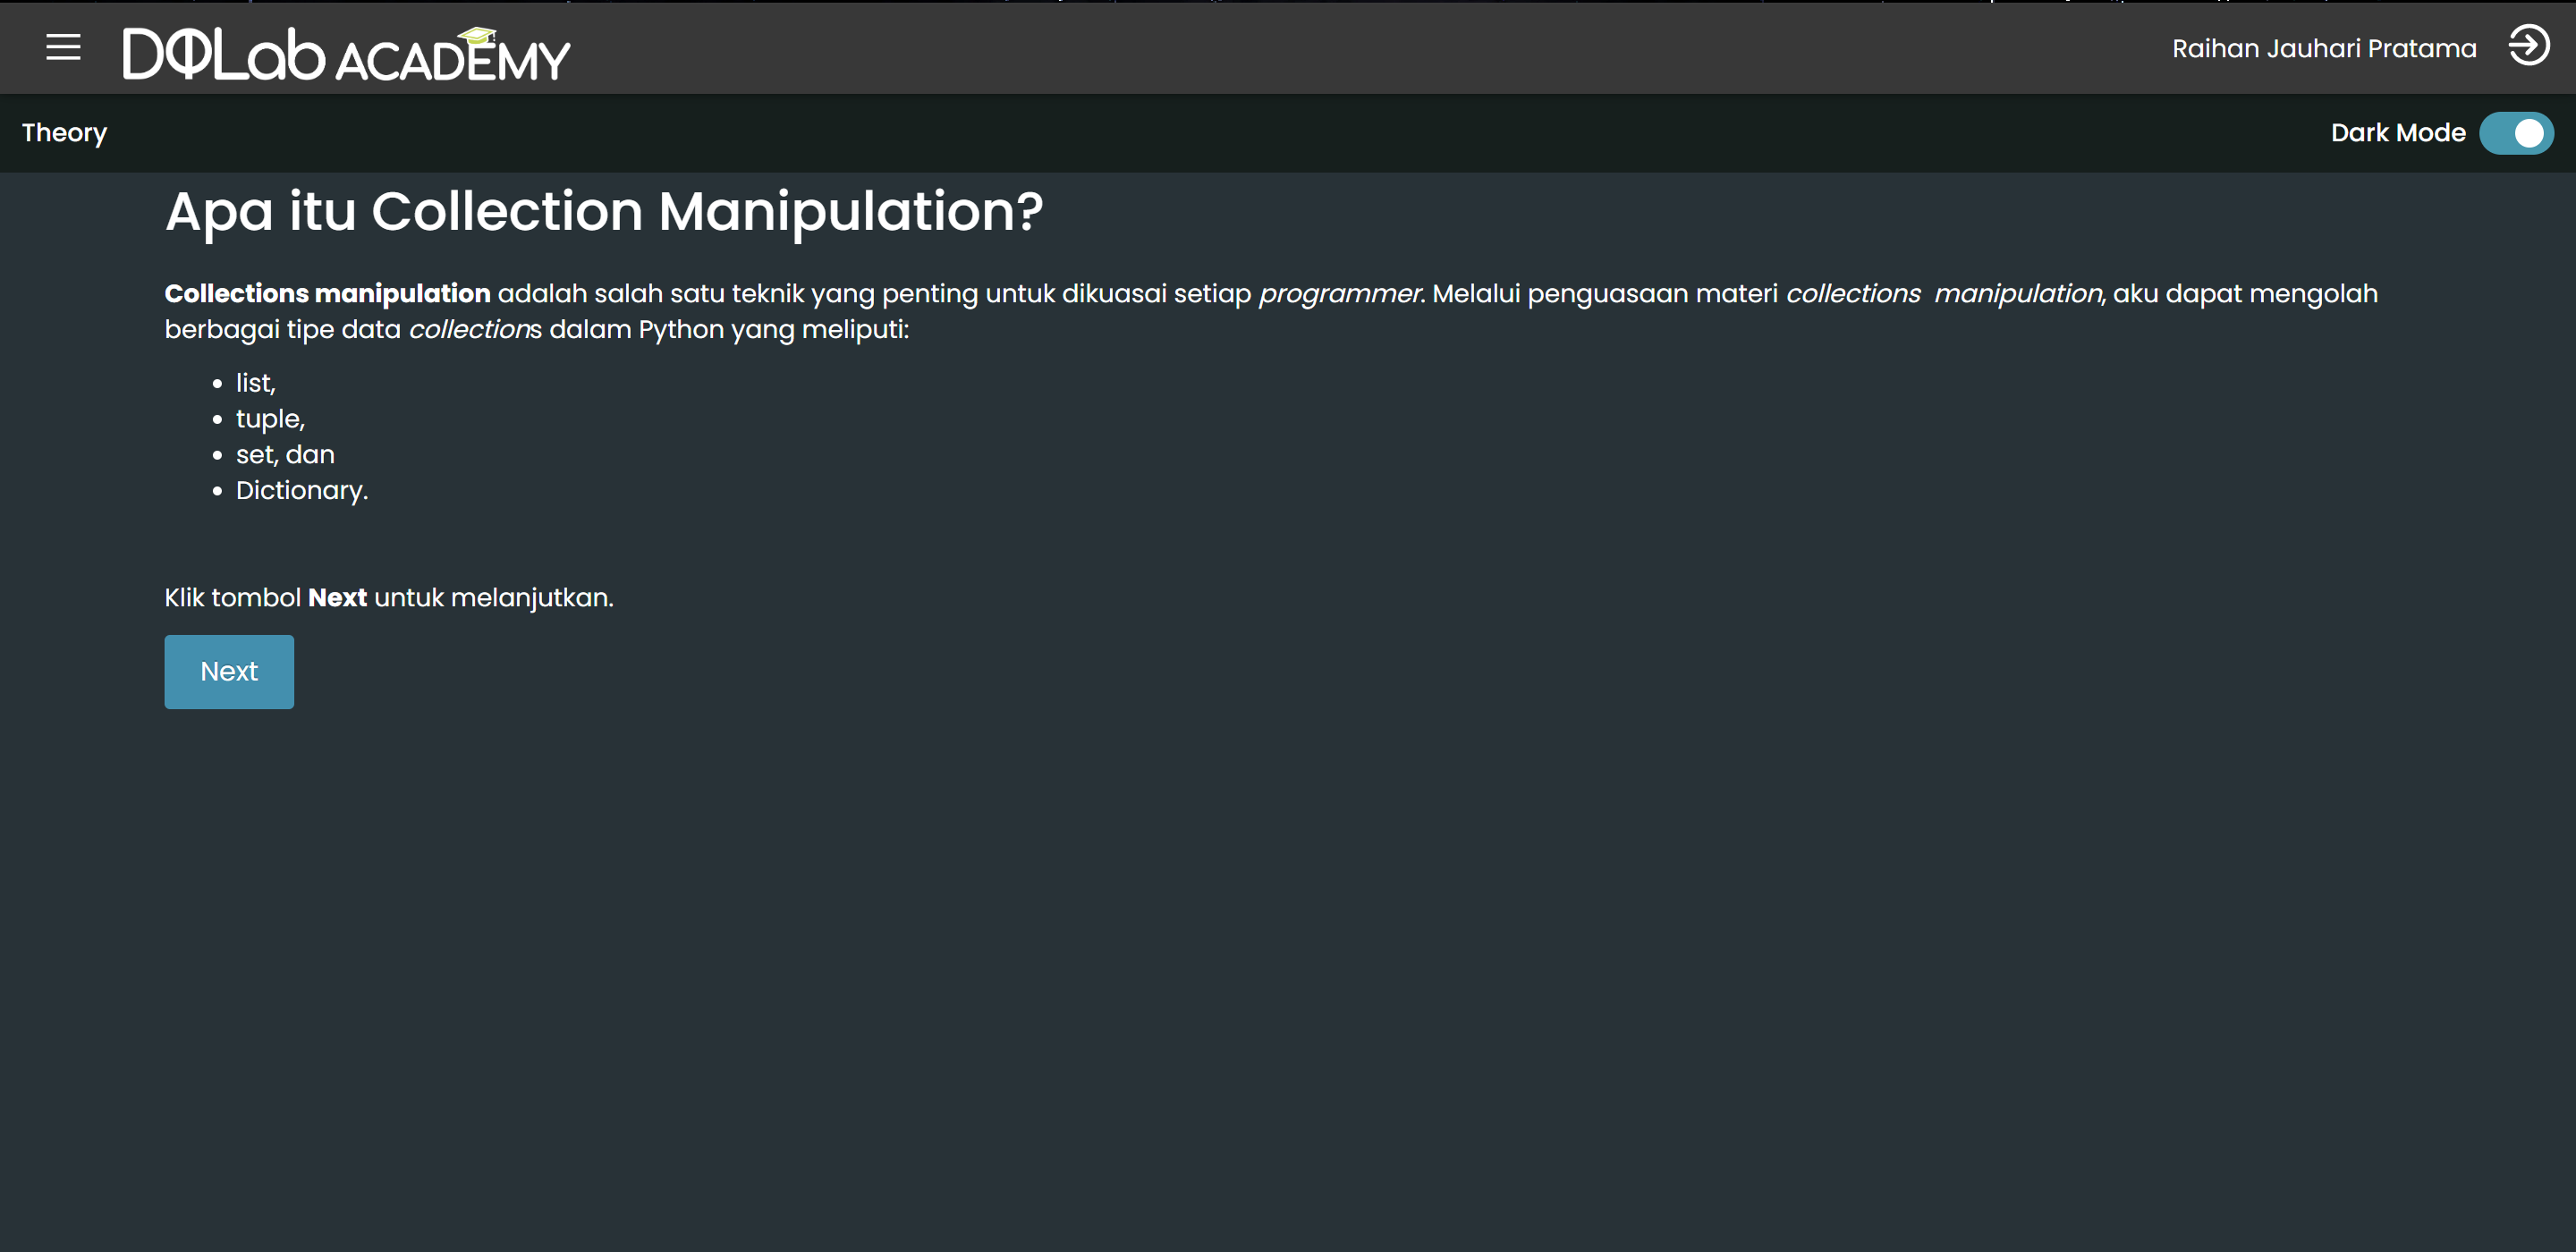 DQLab ACADEMY
Raihan Jauhari Pratama
Theory
Dark Mode
Apa itu Collection Manipulation?
Collections manipulation adalah salah satu teknik yang penting untuk dikuasai setiap programmer. Melalui penguasaan materi collections manipulation, aku dapat mengolah
berbagai tipe data collections dalam Python yang meliputi:
• list,
• tuple,
• set, dan
• Dictionary.
Klik tombol Next untuk melanjutkan.
Next